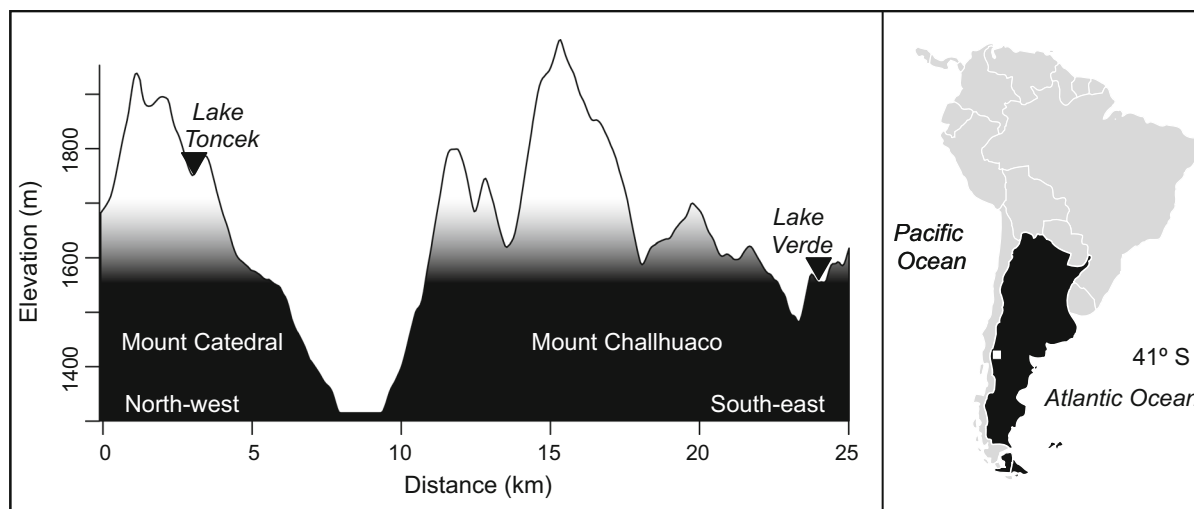 Elevation (m)
1800
1600
1400
Lake
Toncek
Lake
Verde
Mount Catedral
Mount Challhuaco
North-west
South-east
0
5
10
15
20
25
Distance (km)
Pacific
Ocean
41º S
Atlantic Ocean